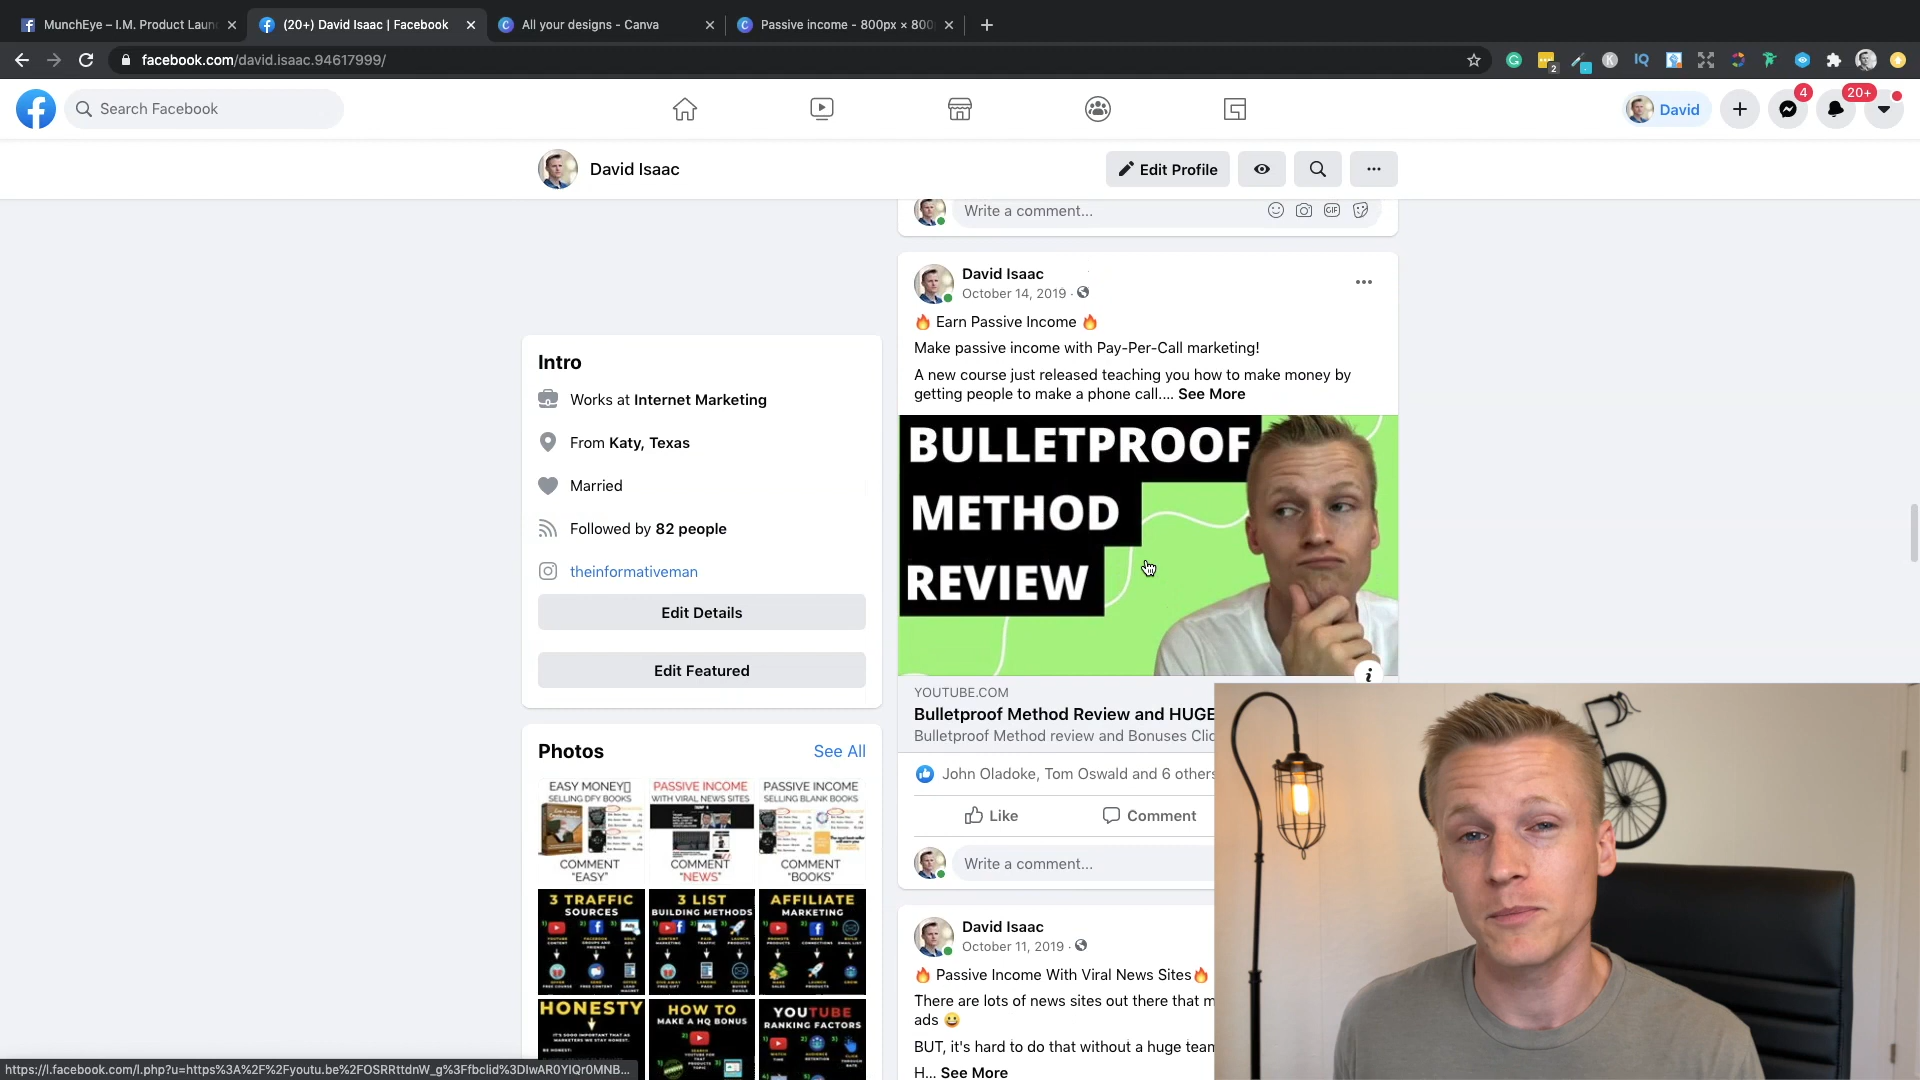 MunchEye – I.M. Product Laun
(20+) David Isaac | Facebook
All your designs - Canva
Passive income - 800px × 800
facebook.com/david.isaac.94617999/
2
IQ
Search Facebook
David
4
20+
David Isaac
Edit Profile
Write a comment...
GIF
David Isaac
October 14, 2019 ·
🔥 Earn Passive Income 🔥
Make passive income with Pay-Per-Call marketing!
A new course just released teaching you how to make money by
getting people to make a phone call.... See More
BULLETPROOF
METHOD
REVIEW
YOUTUBE.COM
Bulletproof Method Review and HUGE
Bulletproof Method review and Bonuses Clic
John Oladoke, Tom Oswald and 6 others
Like
Comment
Write a comment...
David Isaac
October 11, 2019 ·
🔥 Passive Income With Viral News Sites🔥
There are lots of news sites out there that m
ads 😀
BUT, it's hard to do that without a huge team
H... See More
Intro
Works at Internet Marketing
From Katy, Texas
Married
Followed by 82 people
theinformativeman
Edit Details
Edit Featured
Photos
See All
EASY MONEY
SELLING DFY BOOKS
COMMENT
"EASY"
PASSIVE INCOME
WITH VIRAL NEWS SITES
COMMENT
"NEWS"
PASSIVE INCOME
SELLING BLANK BOOKS
COMMENT
"BOOKS"
3 TRAFFIC
SOURCES
3 LIST
BUILDING METHODS
AFFILIATE
MARKETING
HONESTY
HOW TO
MAKE A HQ BONUS
YOUTUBE
RANKING FACTORS
https://l.facebook.com/l.php?u=https%3A%2F%2Fyoutu.be%2FOSRRttdnW_g%3Ffbclid%3DIwAR0YIQr0MNB...